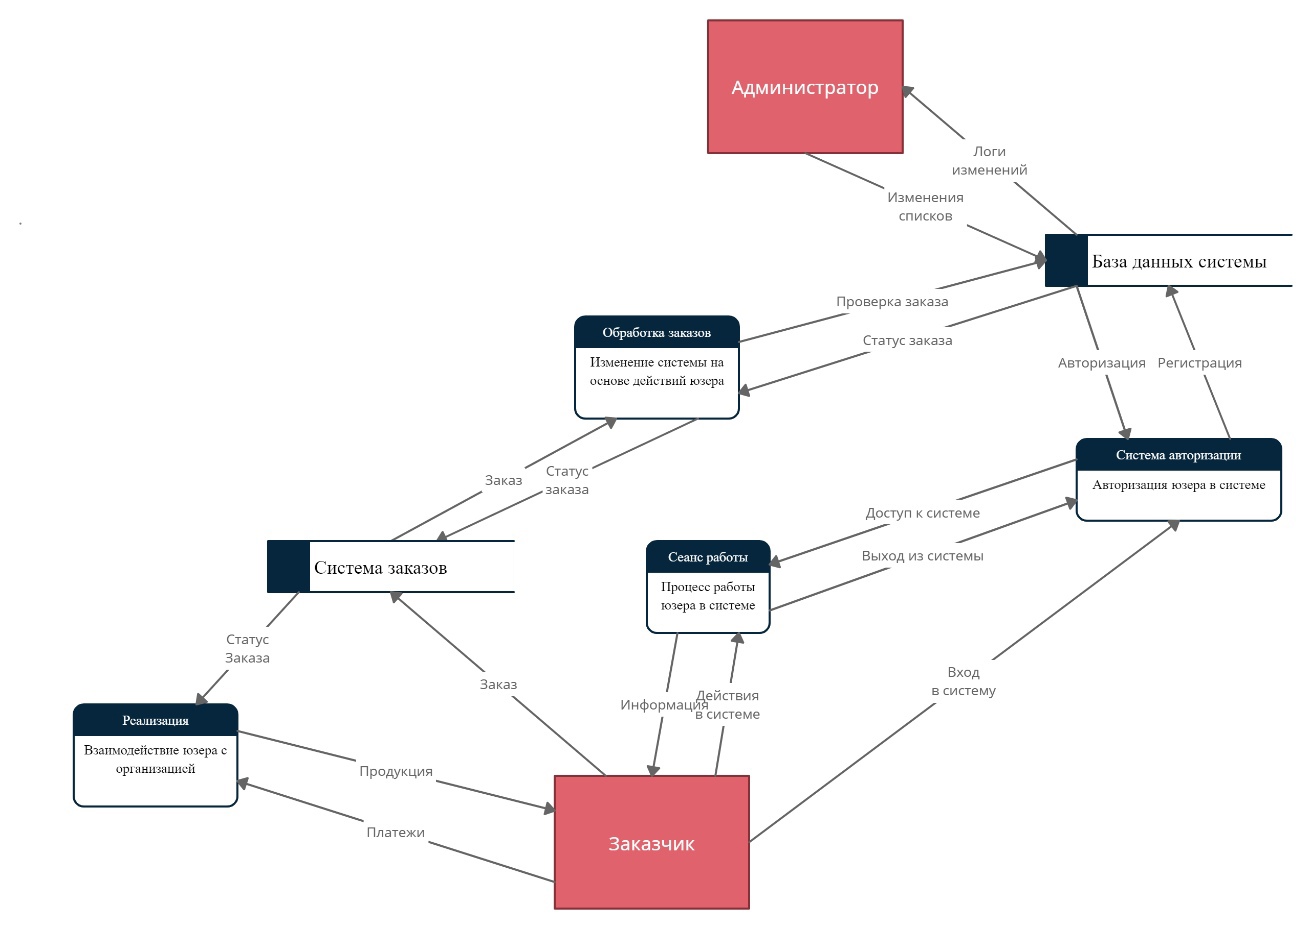 Администратор
Логи
изменений
Изменения
списков
База данных системы
Проверка заказа
Обработка заказов
Статус заказа
Изменение системы на
основе действий юзера
Авторизация
Регистрация
Система авторизации
Заказ
Статус
заказа
Авторизация юзера в системе
Доступ к системе
Выход из системы
Сеанс работы
Система заказов
Процесс работы
юзера в системе
Статус
Заказа
Заказ
Вход
в систему
Информация
Действия
в системе
Реализация
Взаимодействие юзера с
организацией
Продукция
Платежи
Заказчик